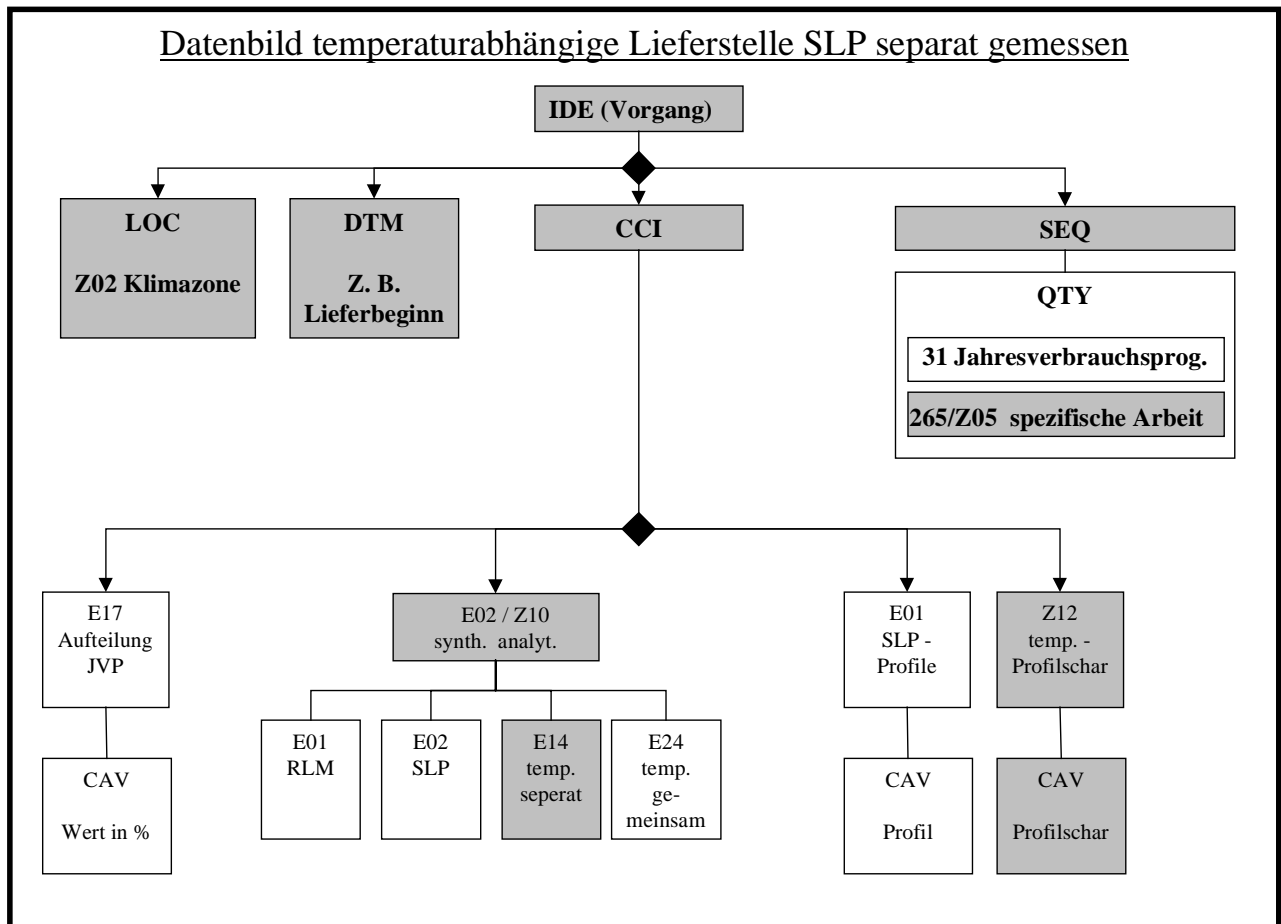 Datenbild temperaturabhängige Lieferstelle SLP separat gemessen
IDE (Vorgang)
LOC
Z02 Klimazone
DTM
Z. B.
Lieferbeginn
CCI
SEQ
QTY
31 Jahresverbrauchsprog.
265/Z05 spezifische Arbeit
E17
Aufteilung
JVP
E02 / Z10
synth. analyt.
E01
SLP -
Profile
Z12
temp. -
Profilschar
E01
RLM
E02
SLP
E14
temp.
seperat
E24
temp.
ge-
meinsam
CAV
Wert in %
CAV
Profil
CAV
Profilschar